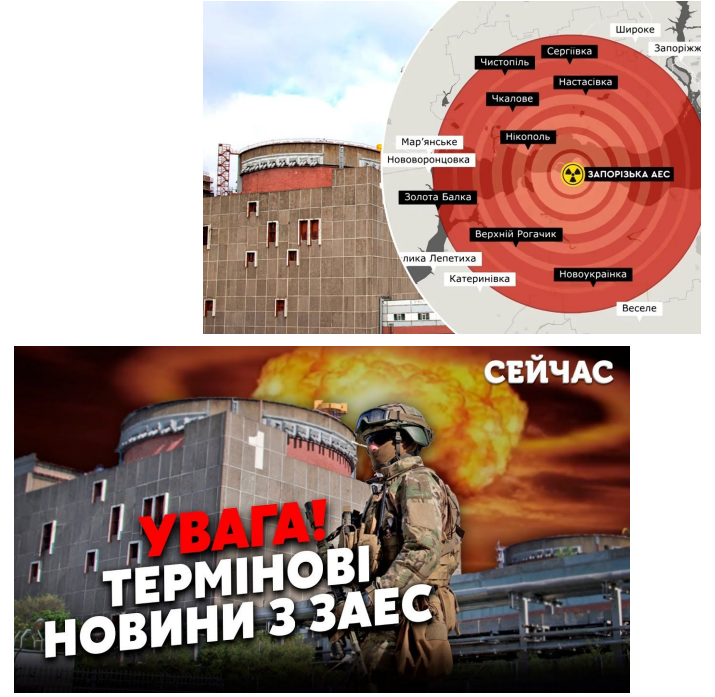 Широке
Запоріжж
Сергіївка
Чистопіль
Настасівка
Чкалове
Нікополь
Мар'янське
Нововоронцовка
ЗАПОРІЗЬКА АЕС
Золота Балка
Верхній Рогачик
лика Лепетиха
Катеринівка
Новоукраінка
Веселе
СЕЙЧАС
1
УВАГА!
ТЕРМІНОВІ
НОВИНИ З ЗАЕС